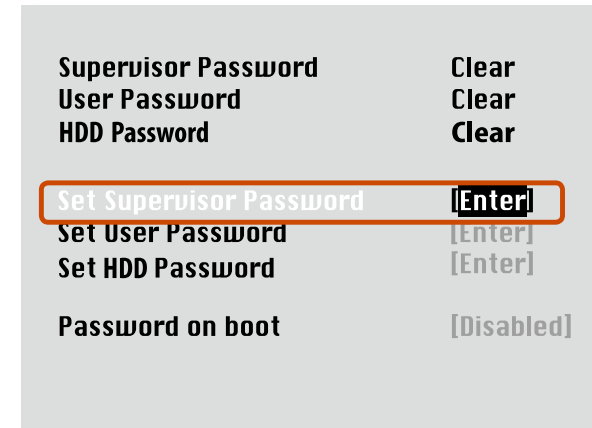 Supervisor Password Clear
User Password Clear
HDD Password Clear
Set Supervisor Password [Enter]
Set User Password [Enter]
Set HDD Password [Enter]
Password on boot [Disabled]